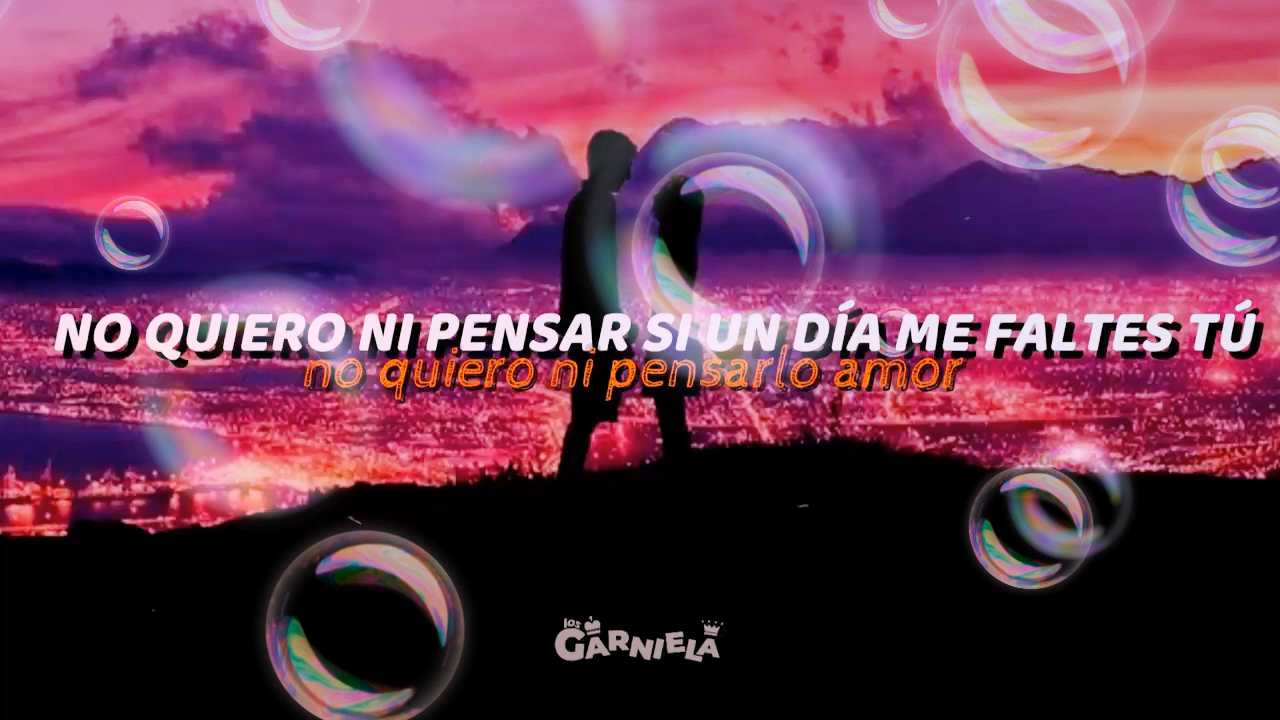 NO QUIERO NI PENSAR SI UN DÍA ME FALTES TÚ
no quiero ni pensarlo amor
los
GARNIELA